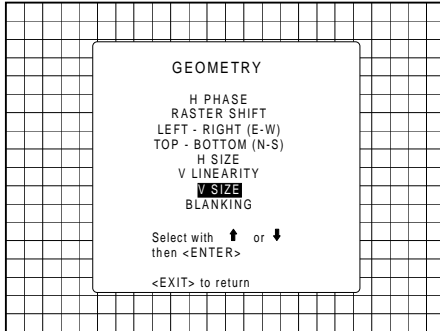 GEOMETRY
H PHASE
RASTER SHIFT
LEFT - RIGHT (E-W)
TOP - BOTTOM (N-S)
H SIZE
V LINEARITY
V SIZE
BLANKING
Select with ⬆ or ⬇
then <ENTER>
<EXIT> to return